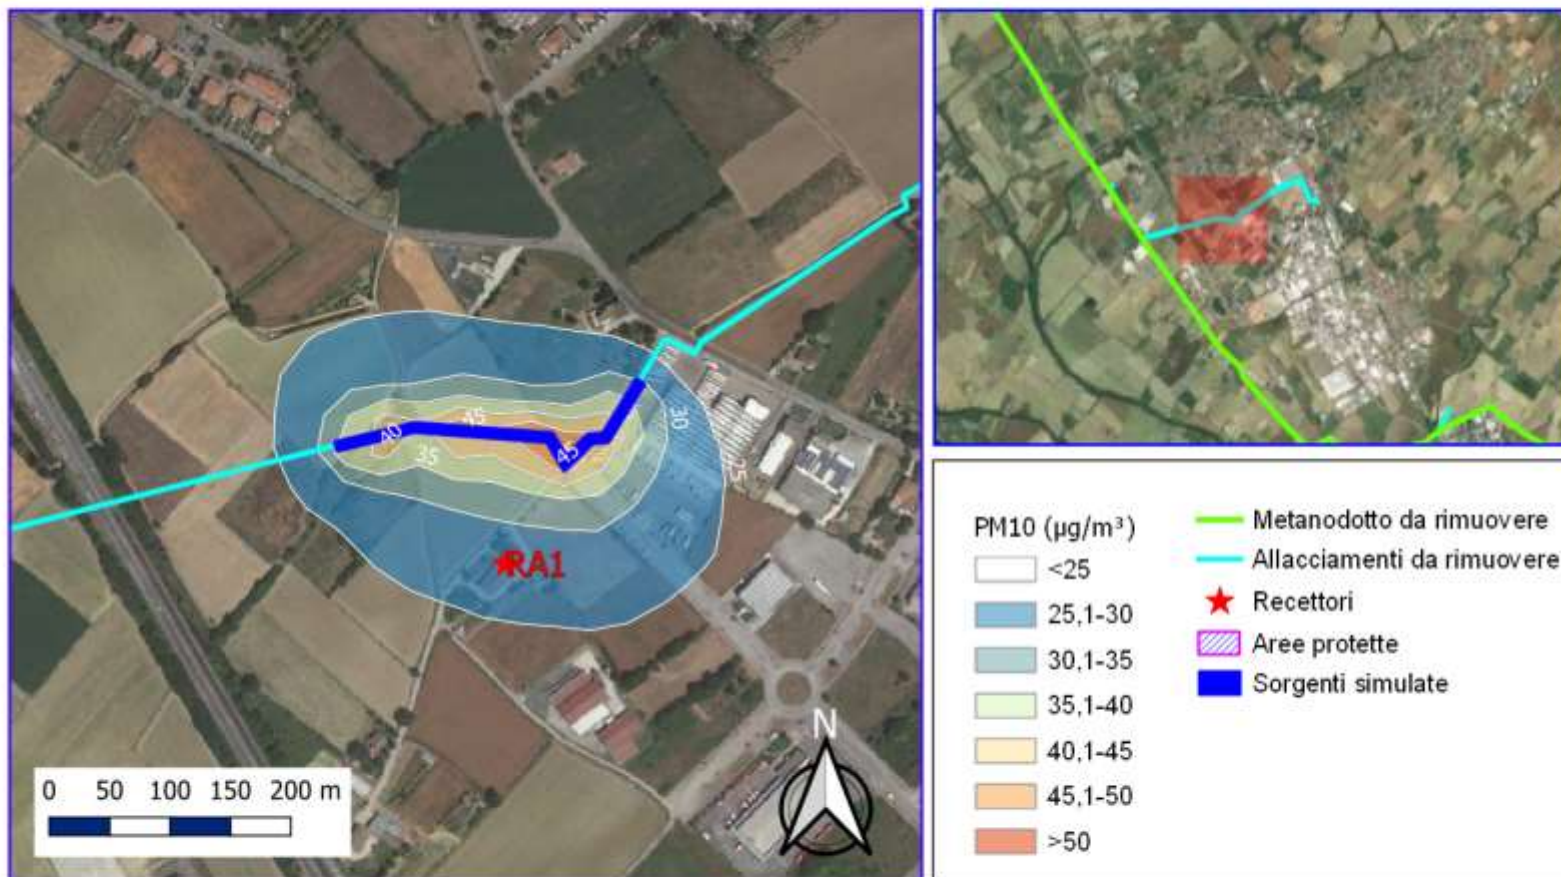 30
45
40
45
35
25
RA1
N
0 50 100 150 200 m
PM10 (µg/m³)
<25
25,1-30
30,1-35
35,1-40
40,1-45
45,1-50
>50
Metanodotto da rimuovere
Allacciamenti da rimuovere
Recettori
Aree protette
Sorgenti simulate